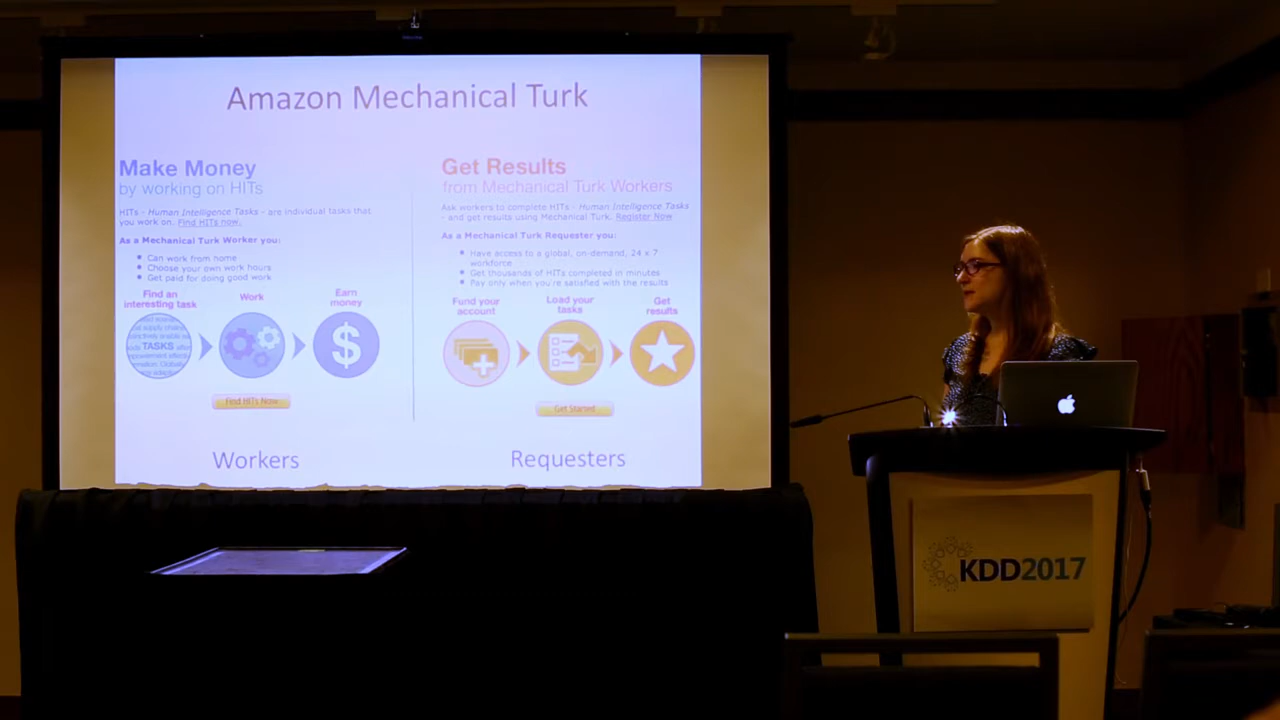 Amazon Mechanical Turk
Make Money
by working on HITs
HITs - Human Intelligence Tasks - are individual tasks that
you work on. Find HITs now.
As a Mechanical Turk Worker you:
Can work from home
Choose your own work hours
Get paid for doing good work
Find an
interesting task
Work
Earn
money
TASKS
Find HITs Now
Workers
Get Results
from Mechanical Turk Workers
Ask workers to complete HITs - Human Intelligence Tasks
- and get results using Mechanical Turk. Register Now
As a Mechanical Turk Requester you:
Have access to a global, on-demand, 24 x 7
workforce
Get thousands of HITs completed in minutes
Pay only when you're satisfied with the results
Fund your
account
Load your
tasks
Get
results
Get Started
Requesters
KDD2017